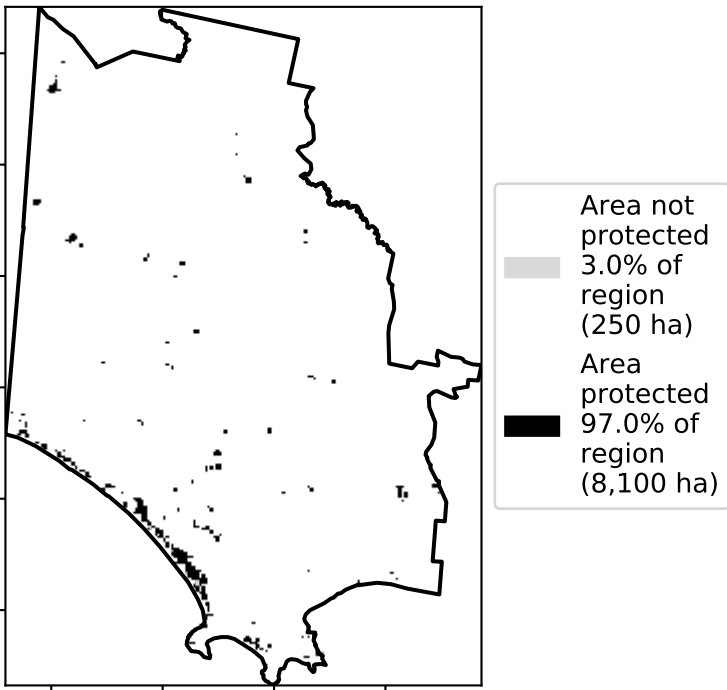 Area not
protected
3.0% of
region
(250 ha)
Area
protected
97.0% of
region
(8,100 ha)